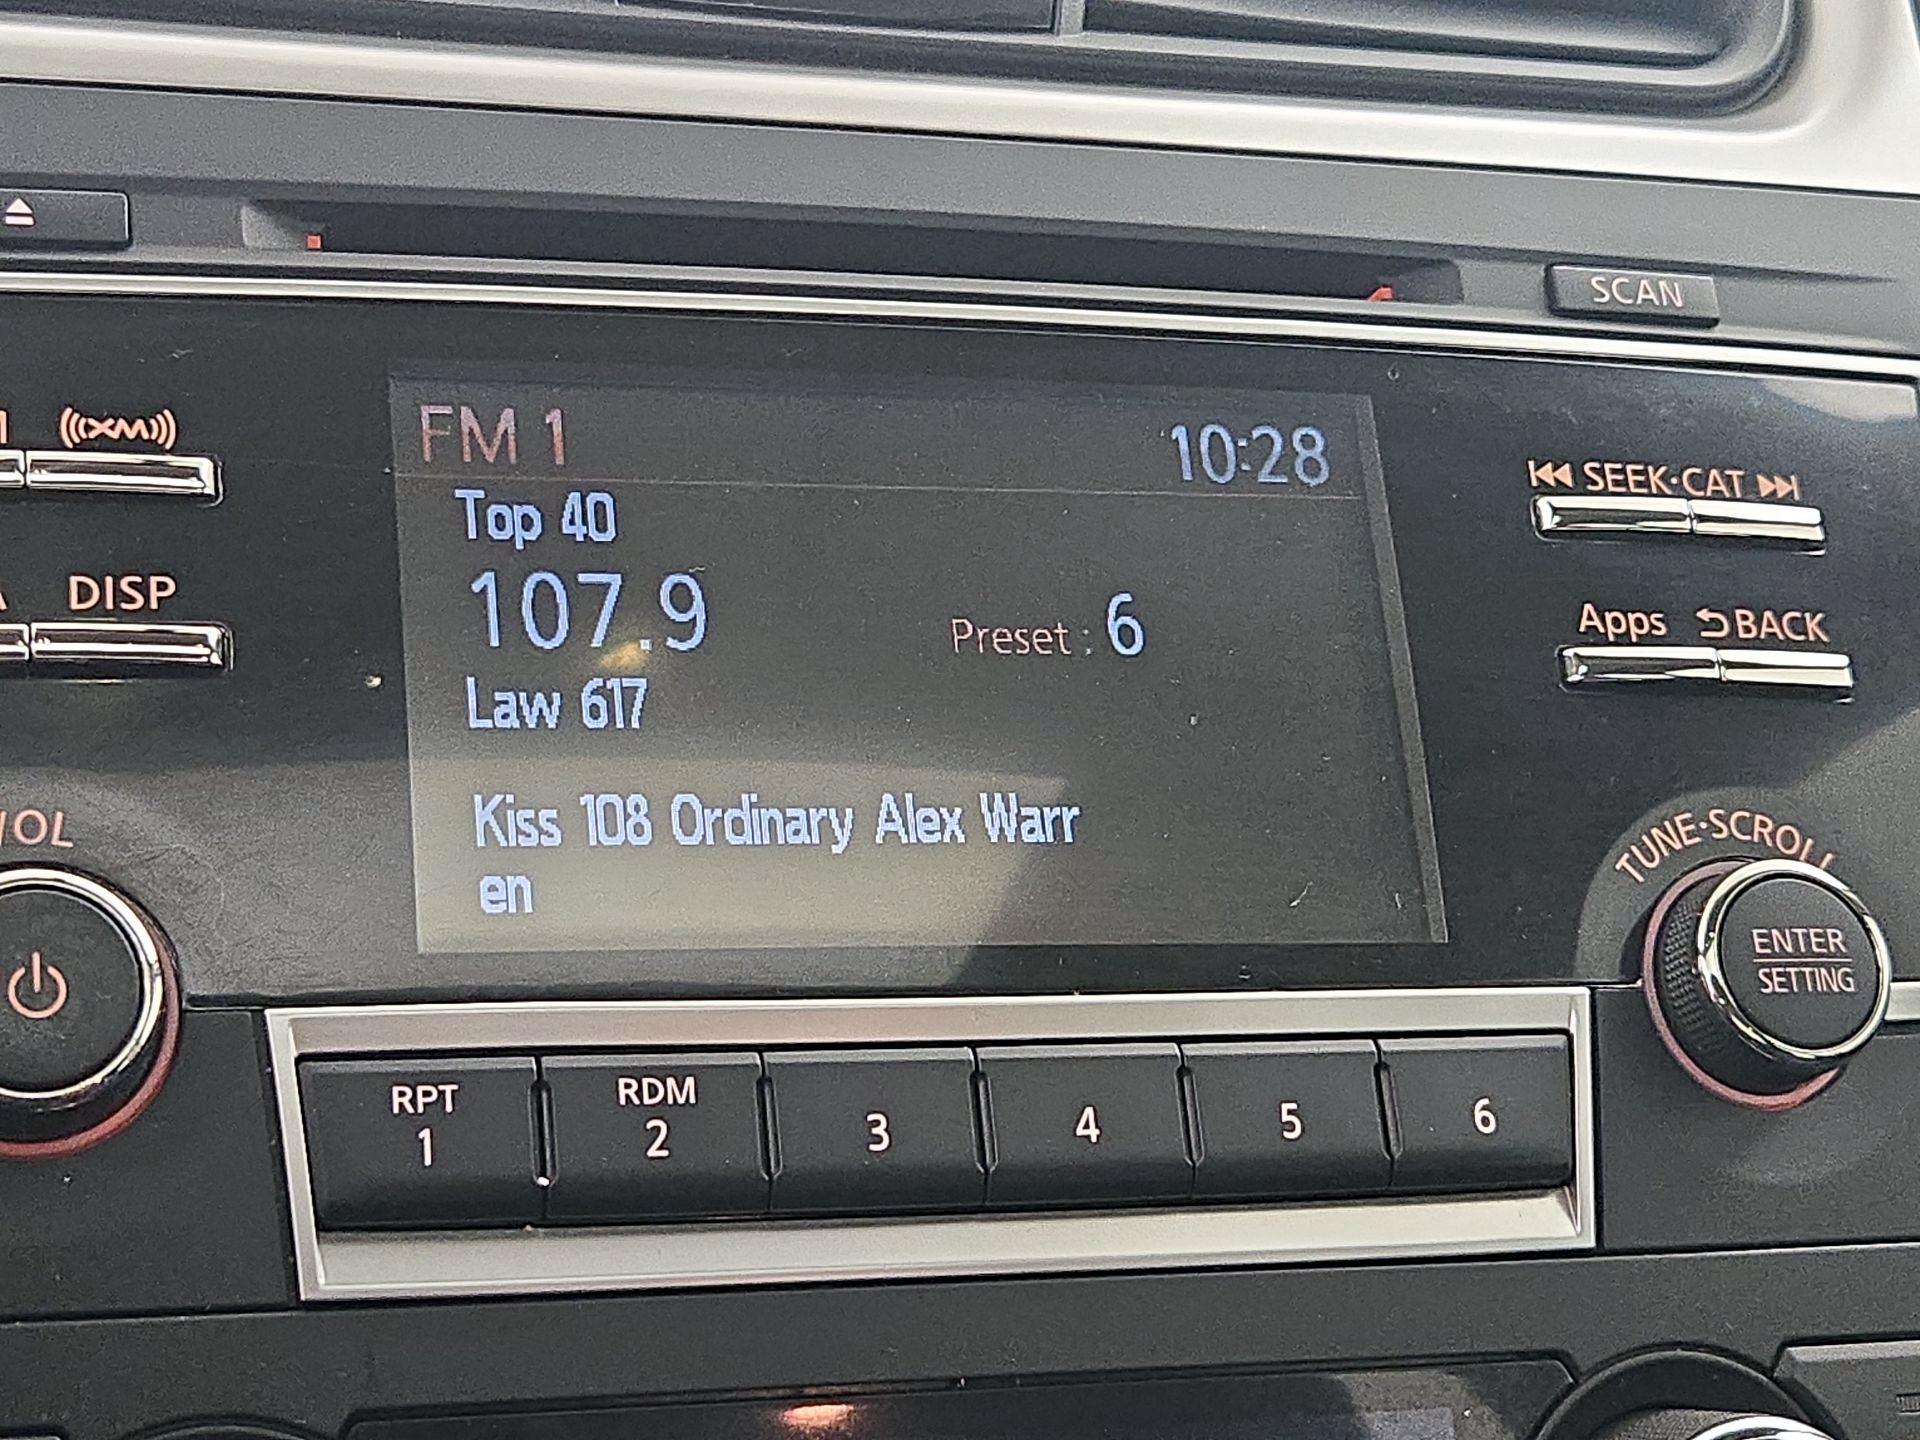 SCAN
XM
FM 1
10:28
SEEK·CAT
Top 40
DISP
107.9
Preset : 6
Apps
BACK
Law 617
Kiss 108 Ordinary Alex Warr
en
TUNE·SCROLL
ENTER
SETTING
RPT
1
RDM
2
3
4
5
6